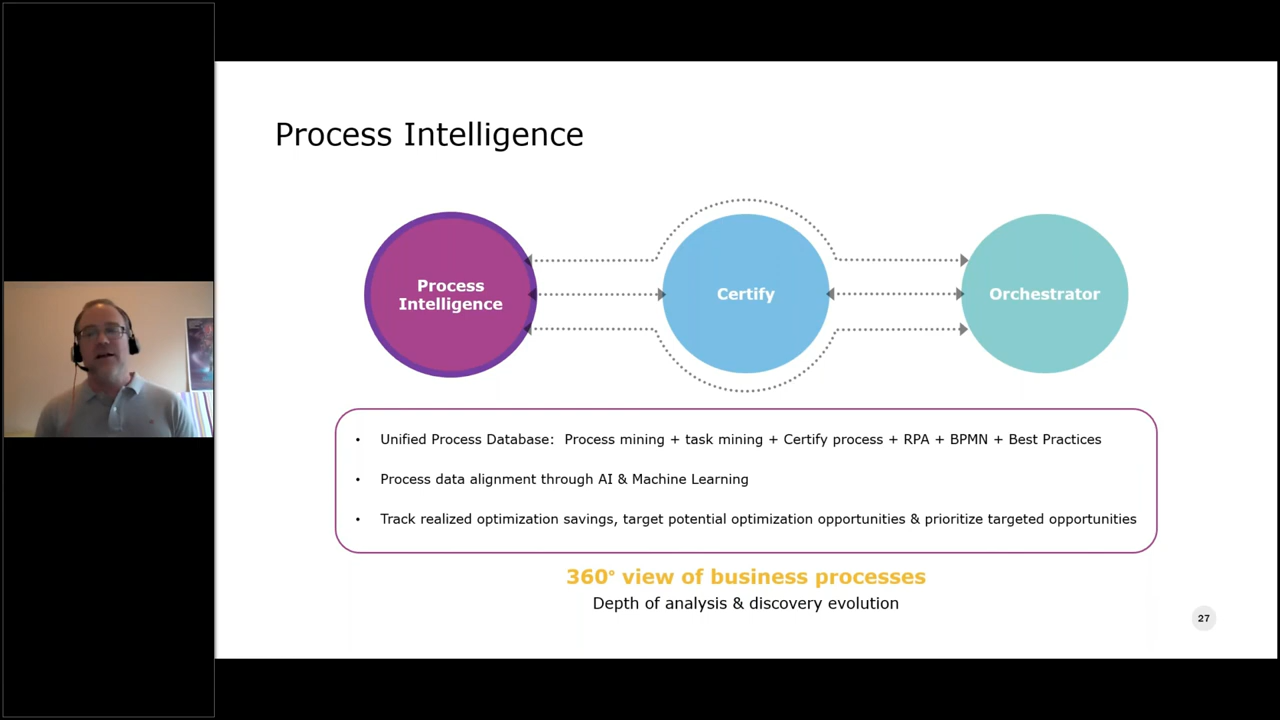 Process Intelligence
Process
Intelligence
Certify
Orchestrator
• Unified Process Database: Process mining + task mining + Certify process + RPA + BPMN + Best Practices
• Process data alignment through AI & Machine Learning
• Track realized optimization savings, target potential optimization opportunities & prioritize targeted opportunities
360° view of business processes
Depth of analysis & discovery evolution
27